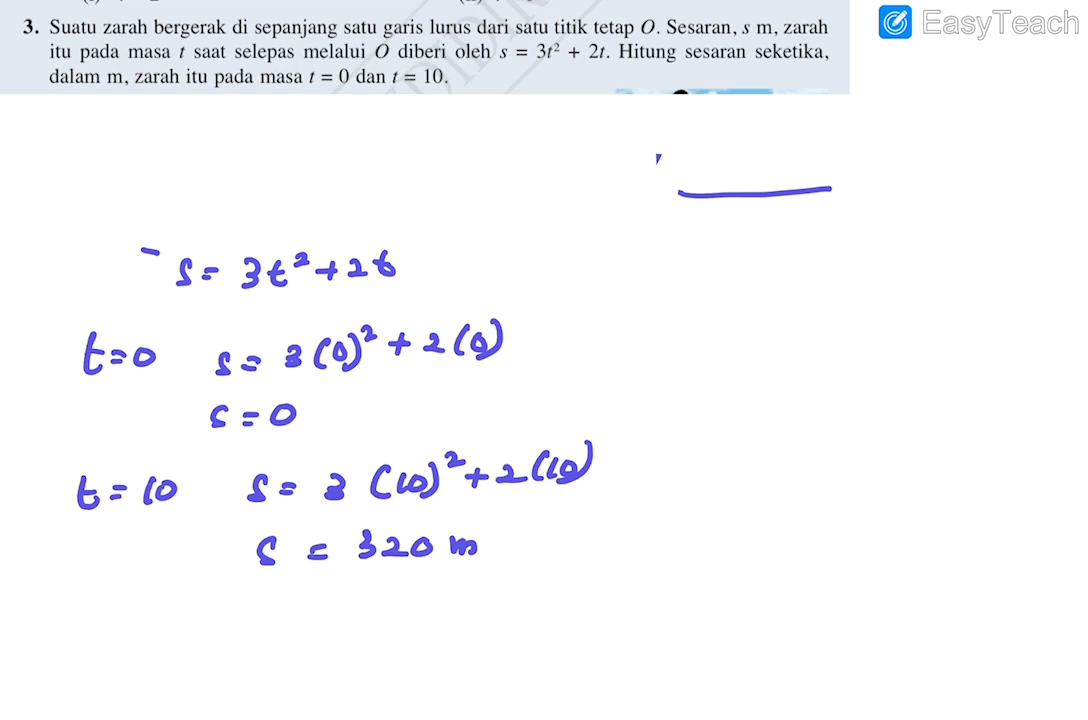 3. Suatu zarah bergerak di sepanjang satu garis lurus dari satu titik tetap O. Sesaran, s m, zarah
itu pada masa t saat selepas melalui O diberi oleh s = 3t² + 2t. Hitung sesaran seketika,
dalam m, zarah itu pada masa t = 0 dan t = 10.
EasyTeach
s = 3t² + 2t
t = 0 s = 3(0)² + 2(0)
s = 0
t = 10 s = 3(10)² + 2(10)
s = 320 m